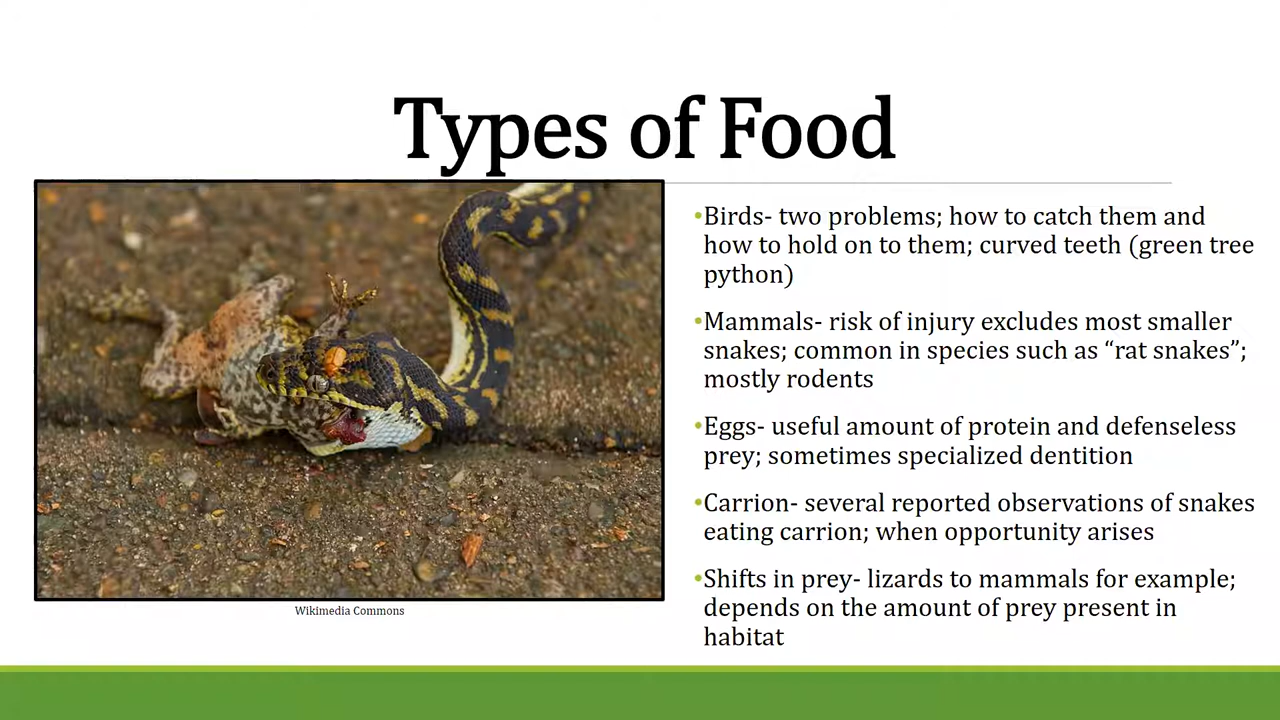 Types of Food
•Birds- two problems; how to catch them and
how to hold on to them; curved teeth (green tree
python)
•Mammals- risk of injury excludes most smaller
snakes; common in species such as “rat snakes”;
mostly rodents
•Eggs- useful amount of protein and defenseless
prey; sometimes specialized dentition
•Carrion- several reported observations of snakes
eating carrion; when opportunity arises
•Shifts in prey- lizards to mammals for example;
depends on the amount of prey present in
habitat
Wikimedia Commons